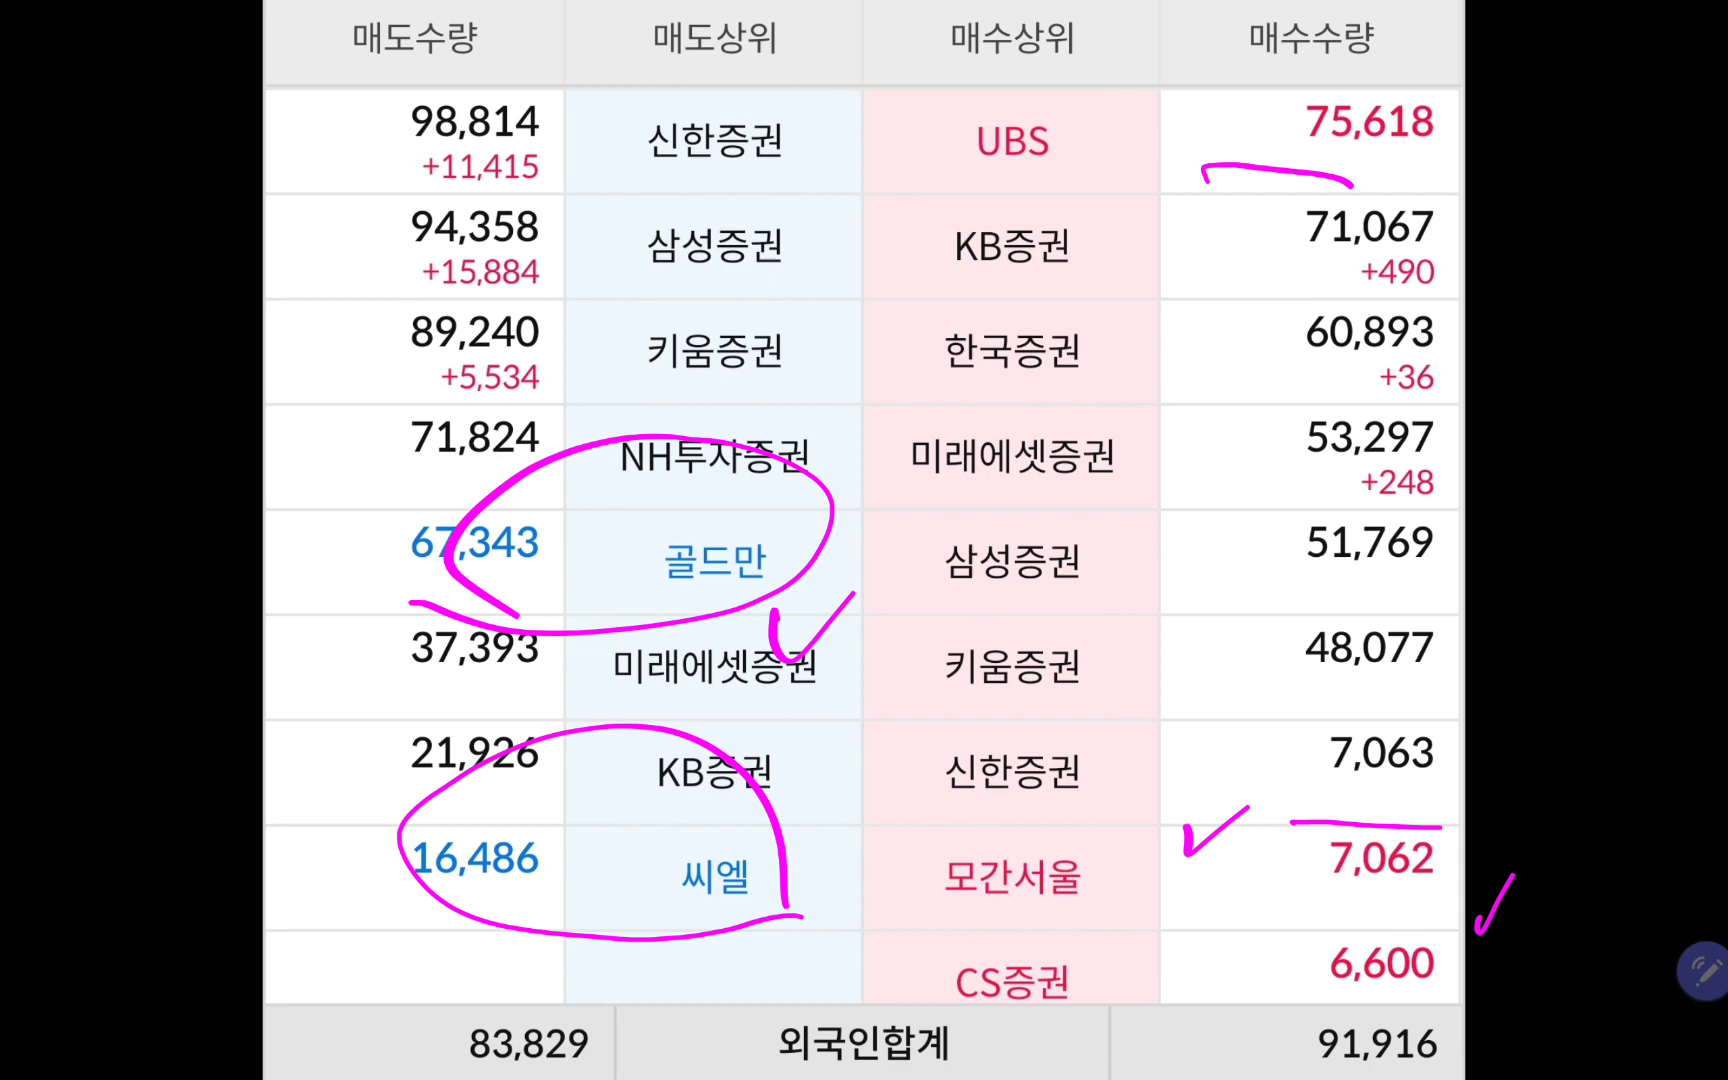 매도수량 매도상위 매수상위 매수수량
98,814 신한증권 UBS 75,618
+11,415
94,358 삼성증권 KB증권 71,067
+15,884 +490
89,240 키움증권 한국증권 60,893
+5,534 +36
71,824 NH투자증권 미래에셋증권 53,297
+248
67,343 골드만 삼성증권 51,769
37,393 미래에셋증권 키움증권 48,077
21,926 KB증권 신한증권 7,063
16,486 씨엘 모간서울 7,062
CS증권 6,600
83,829 외국인합계 91,916